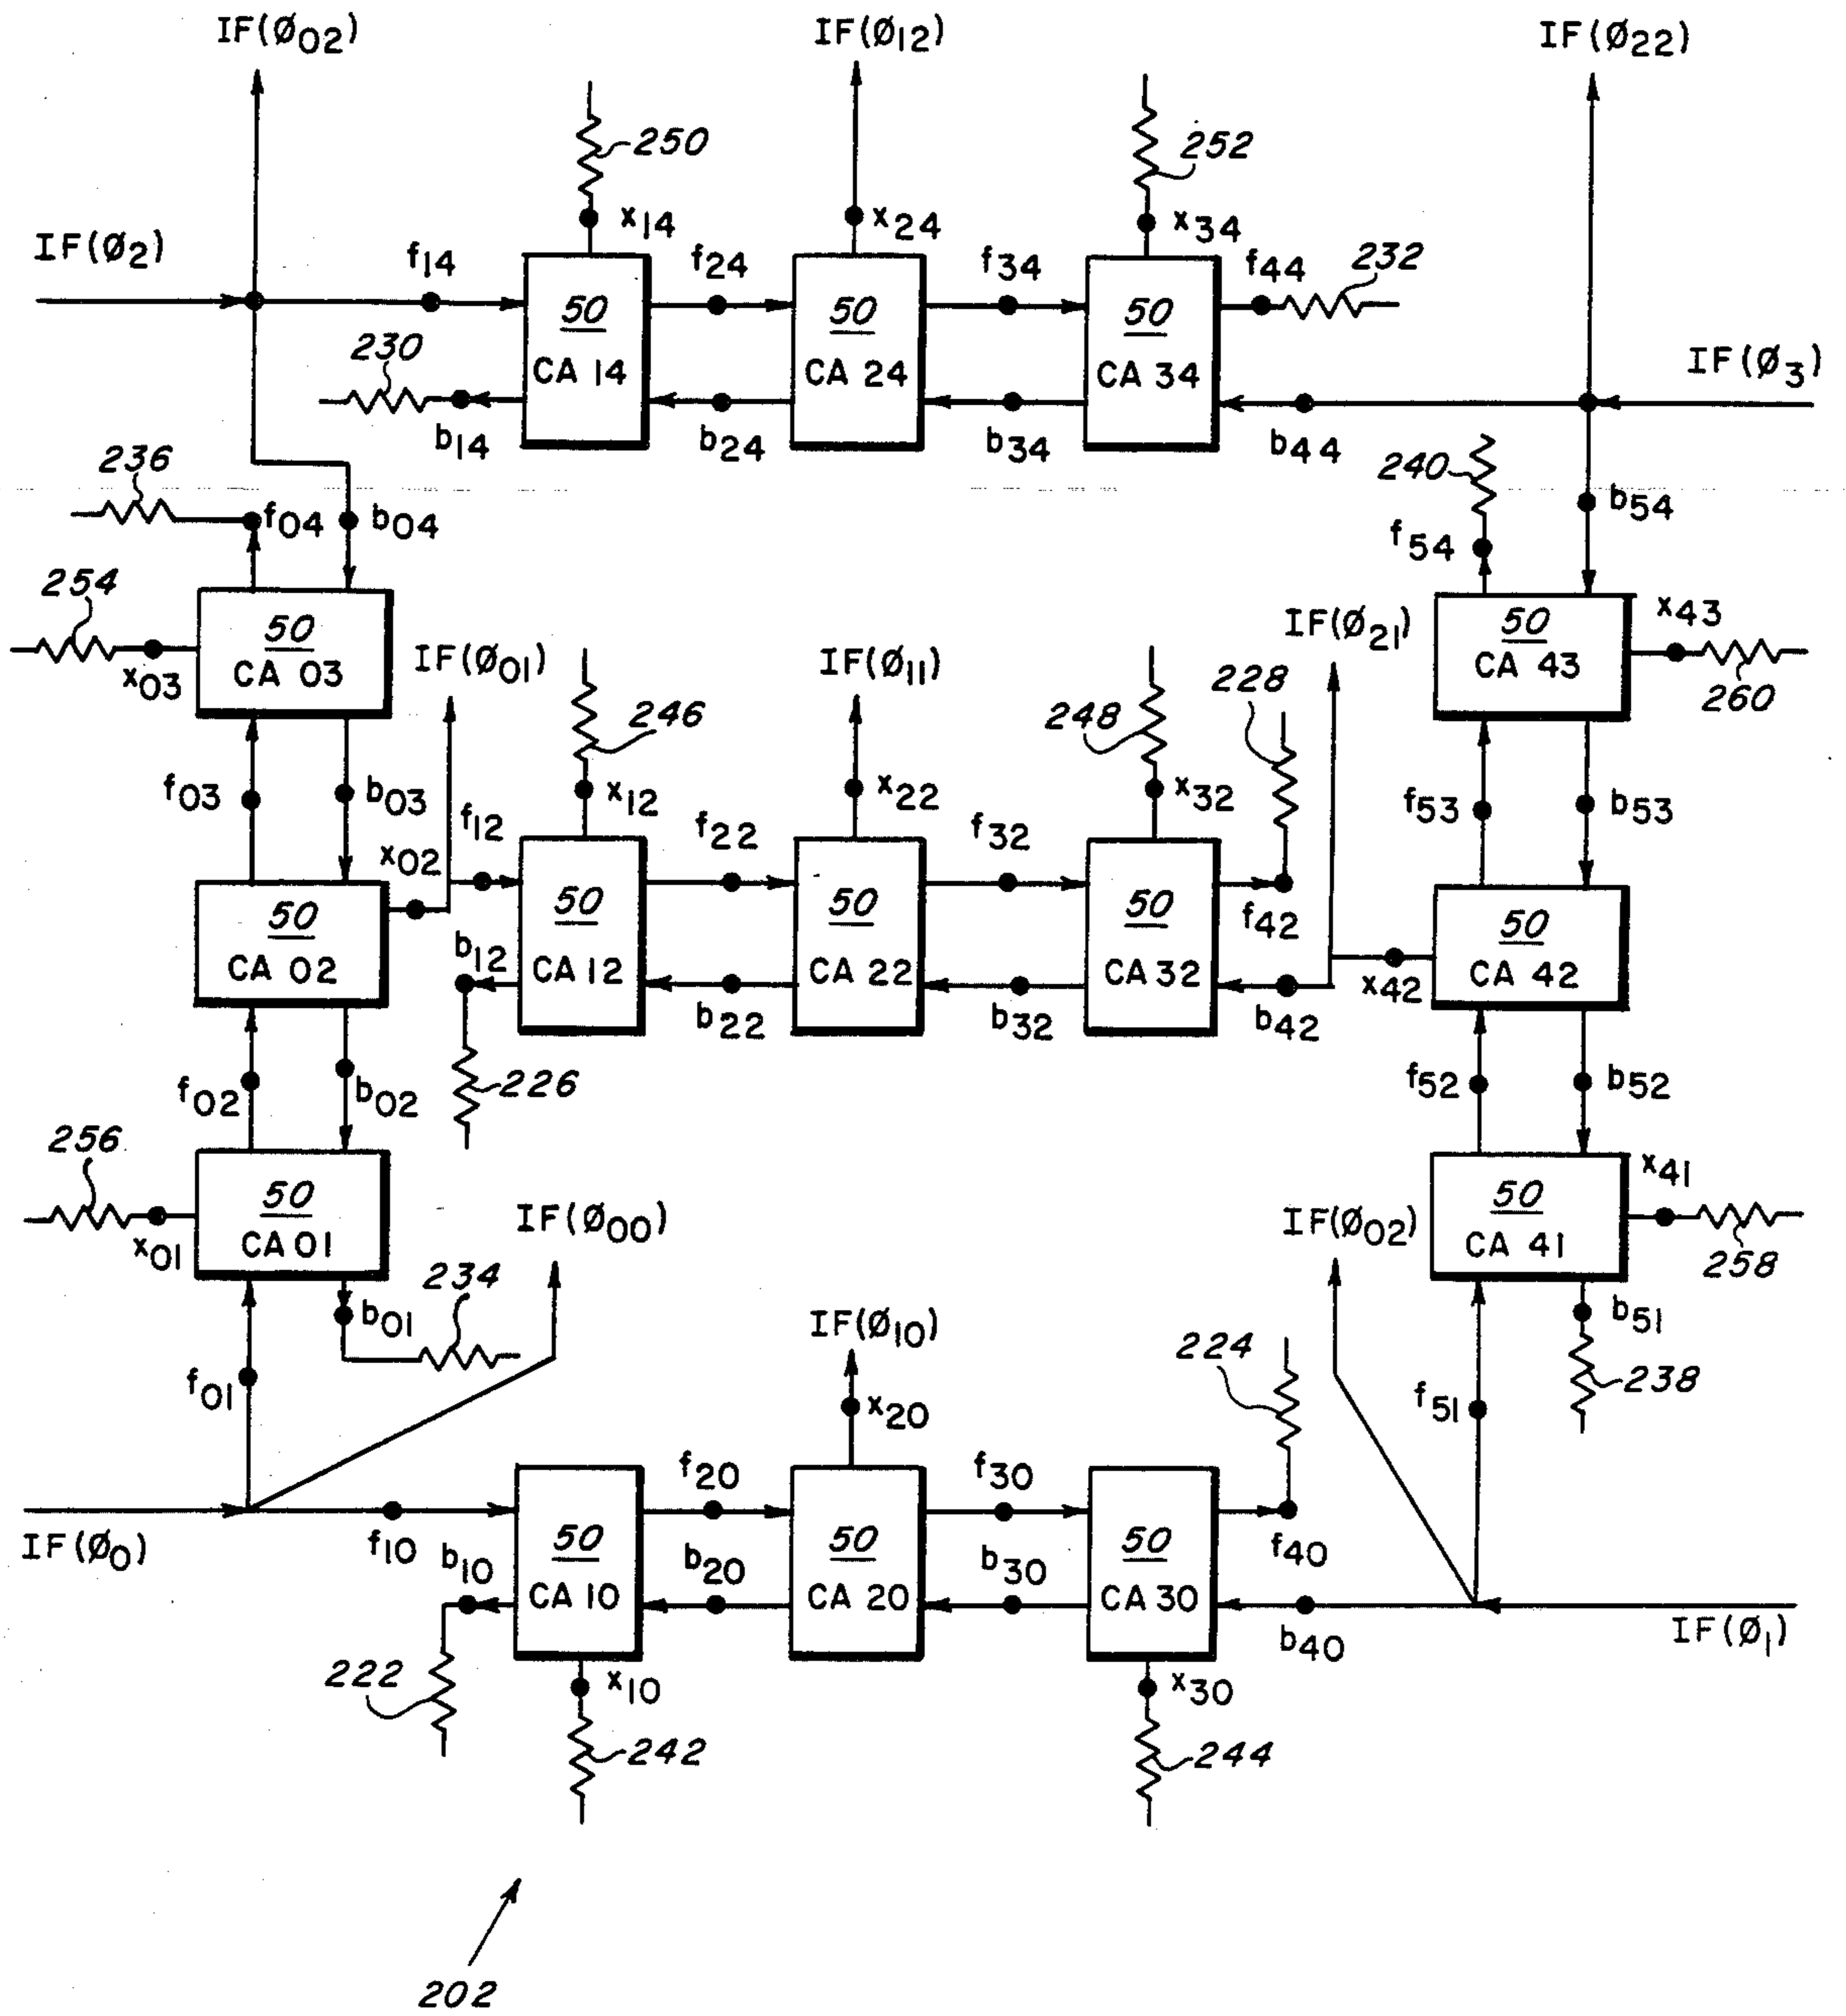 IF(Ø02) IF(Ø12) IF(Ø22)
250 252
x14 x24 x34
IF(Ø2) f14 f24 f34 f44 232
50 50 50
CA 14 CA 24 CA 34
230 IF(Ø3)
b14 b24 b34 b44
236 240
f04 b04 f54 b54
254 50 IF(Ø21) 50 x43
x03 CA 03 IF(Ø01) IF(Ø11) CA 43 260
246 248 228
f03 b03 x12 x22 x32 f53 b53
x02 f12 f22 f32
50 50 50 50 50
CA 02 b12 CA 12 CA 22 CA 32 f42 x42 CA 42
b22 b32 b42
f02 b02 226 f52 b52
256 50 IF(Ø00) IF(Ø02) 50 x41
x01 CA 01 CA 41 258
b01 234 IF(Ø10) 224 b51
f01 x20 f51 238
f20 f30
IF(Ø0) f10 b10 50 b20 50 b30 50 f40
CA 10 CA 20 CA 30 b40 IF(Ø1)
222 x10 x30
242 244
202